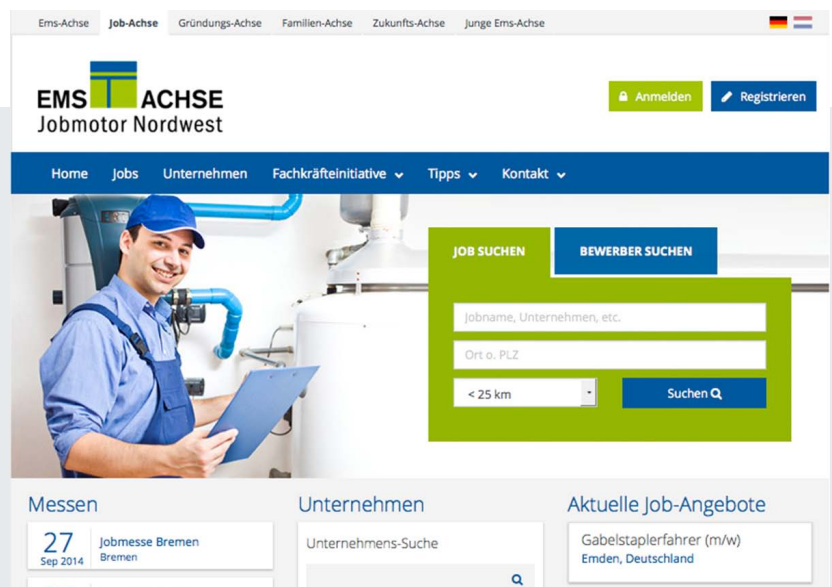 Ems-Achse Job-Achse Gründungs-Achse Familien-Achse Zukunfts-Achse Junge Ems-Achse
EMS ACHSE
Jobmotor Nordwest
Anmelden Registrieren
Home Jobs Unternehmen Fachkräfteinitiative Tipps Kontakt
JOB SUCHEN BEWERBER SUCHEN
Jobname, Unternehmen, etc.
Ort o. PLZ
< 25 km Suchen
Messen Unternehmen Aktuelle Job-Angebote
27 Jobmesse Bremen Unternehmens-Suche Gabelstaplerfahrer (m/w)
Sep 2014 Bremen Emden, Deutschland